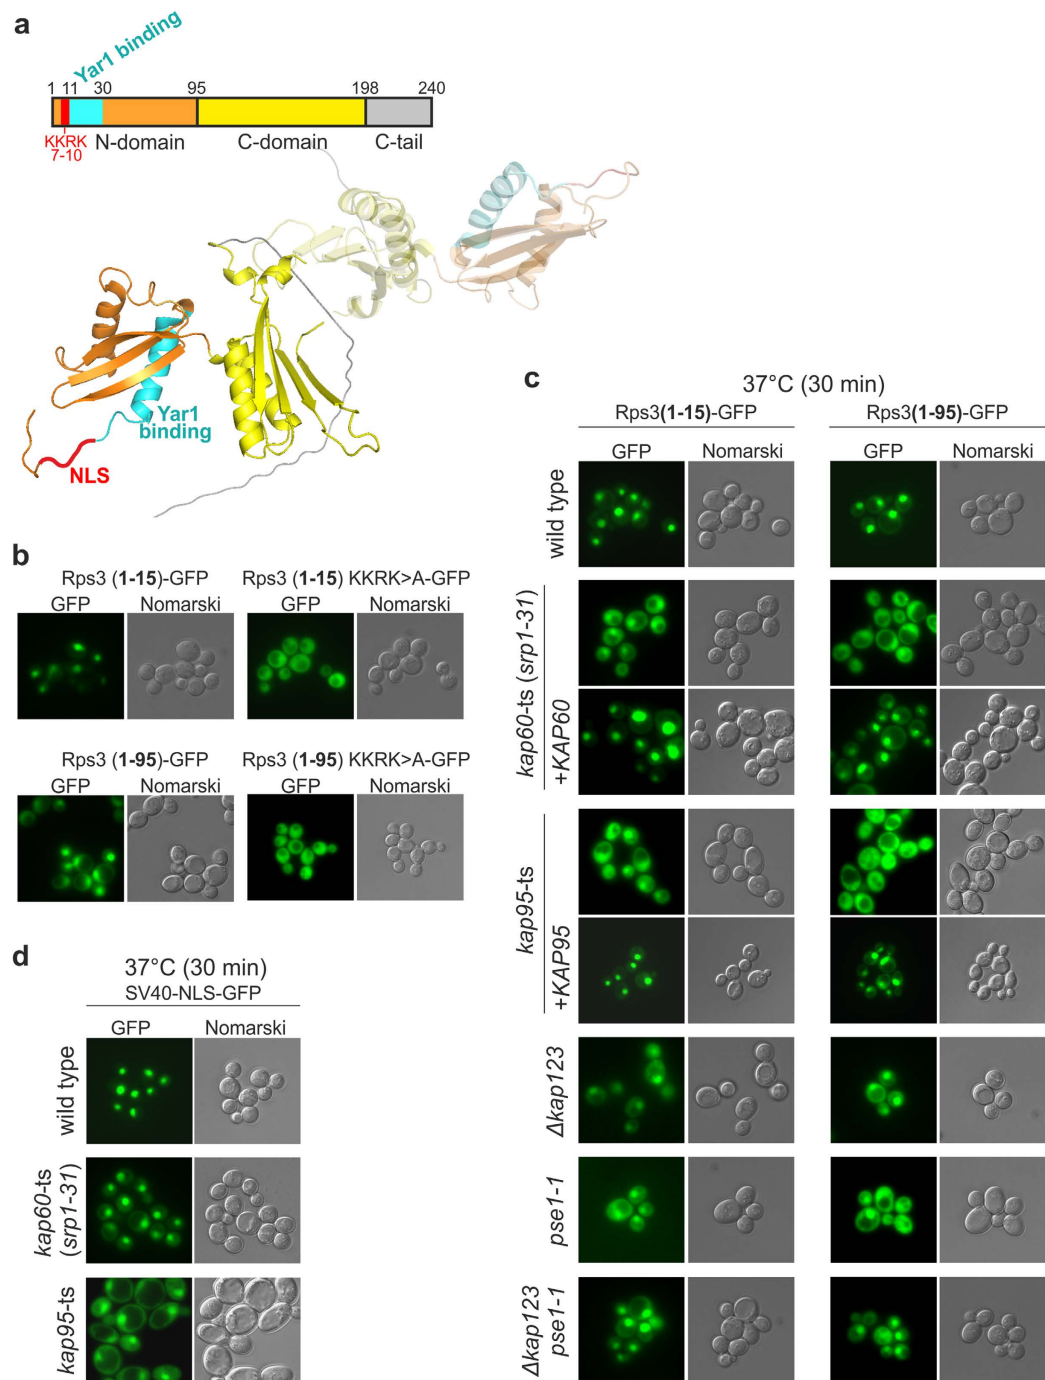 a
Yar1 binding
1 11 30 95 198 240
KKRK
7-10
N-domain C-domain C-tail
Yar1
binding
NLS
b
Rps3 (1-15)-GFP Rps3 (1-15) KKRK>A-GFP
GFP Nomarski GFP Nomarski
Rps3 (1-95)-GFP Rps3 (1-95) KKRK>A-GFP
GFP Nomarski GFP Nomarski
c
37°C (30 min)
Rps3(1-15)-GFP Rps3(1-95)-GFP
GFP Nomarski GFP Nomarski
wild type
kap60-ts (srp1-31)
+KAP60
kap95-ts
+KAP95
Δkap123
pse1-1
Δkap123
pse1-1
d
37°C (30 min)
SV40-NLS-GFP
GFP Nomarski
wild type
kap60-ts
(srp1-31)
kap95-ts